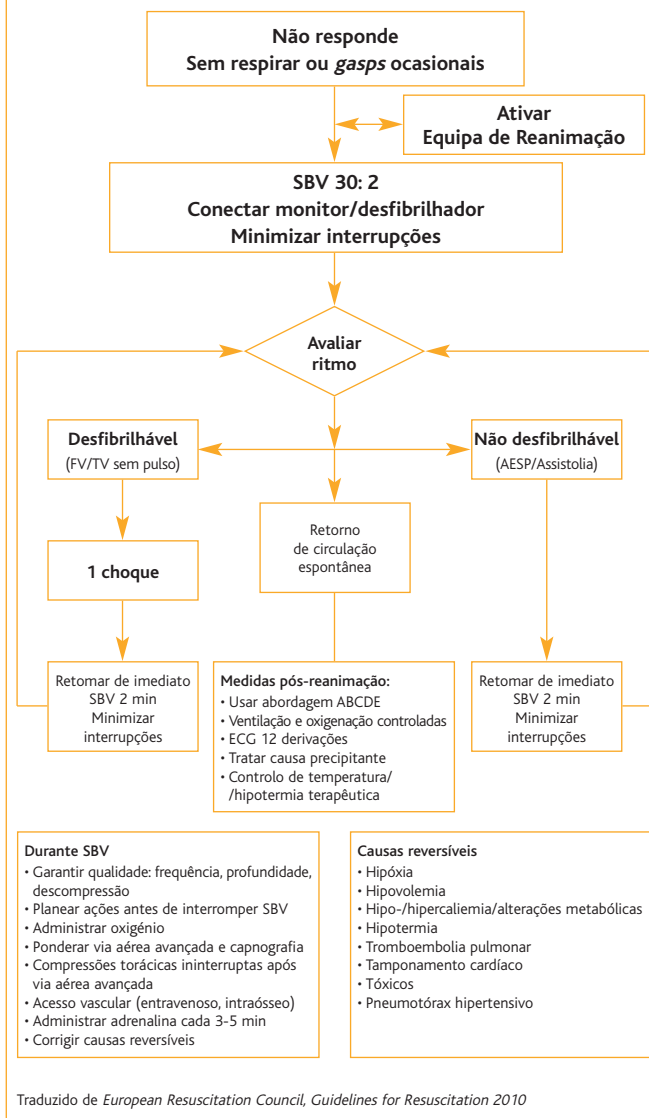 Não responde
Sem respirar ou gasps ocasionais
Ativar
Equipa de Reanimação
SBV 30: 2
Conectar monitor/desfibrilhador
Minimizar interrupções
Avaliar
ritmo
Desfibrilhável
(FV/TV sem pulso)
Não desfibrilhável
(AESP/Assistolia)
1 choque
Retorno
de circulação
espontânea
Retomar de imediato
SBV 2 min
Minimizar
interrupções
Medidas pós-reanimação:
• Usar abordagem ABCDE
• Ventilação e oxigenação controladas
• ECG 12 derivações
• Tratar causa precipitante
• Controlo de temperatura/
/hipotermia terapêutica
Retomar de imediato
SBV 2 min
Minimizar
interrupções
Durante SBV
• Garantir qualidade: frequência, profundidade,
descompressão
• Planear ações antes de interromper SBV
• Administrar oxigénio
• Ponderar via aérea avançada e capnografia
• Compressões torácicas ininterruptas após
via aérea avançada
• Acesso vascular (entravenoso, intraósseo)
• Administrar adrenalina cada 3-5 min
• Corrigir causas reversíveis
Causas reversíveis
• Hipóxia
• Hipovolemia
• Hipo-/hipercaliemia/alterações metabólicas
• Hipotermia
• Tromboembolia pulmonar
• Tamponamento cardíaco
• Tóxicos
• Pneumotórax hipertensivo
Traduzido de European Resuscitation Council, Guidelines for Resuscitation 2010